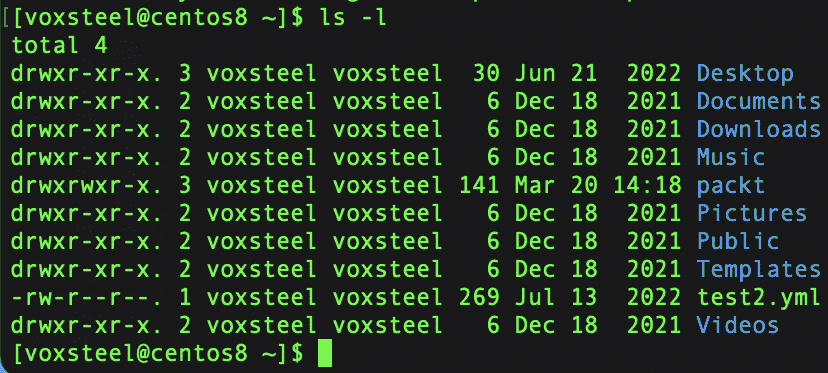 [[voxsteel@centos8 ~]$ ls -l
total 4
drwxr-xr-x. 3 voxsteel voxsteel  30 Jun 21  2022 Desktop
drwxr-xr-x. 2 voxsteel voxsteel   6 Dec 18  2021 Documents
drwxr-xr-x. 2 voxsteel voxsteel   6 Dec 18  2021 Downloads
drwxr-xr-x. 2 voxsteel voxsteel   6 Dec 18  2021 Music
drwxrwxr-x. 3 voxsteel voxsteel 141 Mar 20 14:18 packt
drwxr-xr-x. 2 voxsteel voxsteel   6 Dec 18  2021 Pictures
drwxr-xr-x. 2 voxsteel voxsteel   6 Dec 18  2021 Public
drwxr-xr-x. 2 voxsteel voxsteel   6 Dec 18  2021 Templates
-rw-r--r--. 1 voxsteel voxsteel 269 Jul 13  2022 test2.yml
drwxr-xr-x. 2 voxsteel voxsteel   6 Dec 18  2021 Videos
[voxsteel@centos8 ~]$